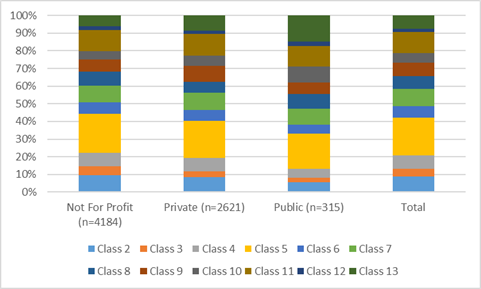 100%
90%
80%
70%
60%
50%
40%
30%
20%
10%
0%
Not For Profit Private (n=2621) Public (n=315) Total
(n=4184)
Class 2 Class 3 Class 4 Class 5 Class 6 Class 7
Class 8 Class 9 Class 10 Class 11 Class 12 Class 13